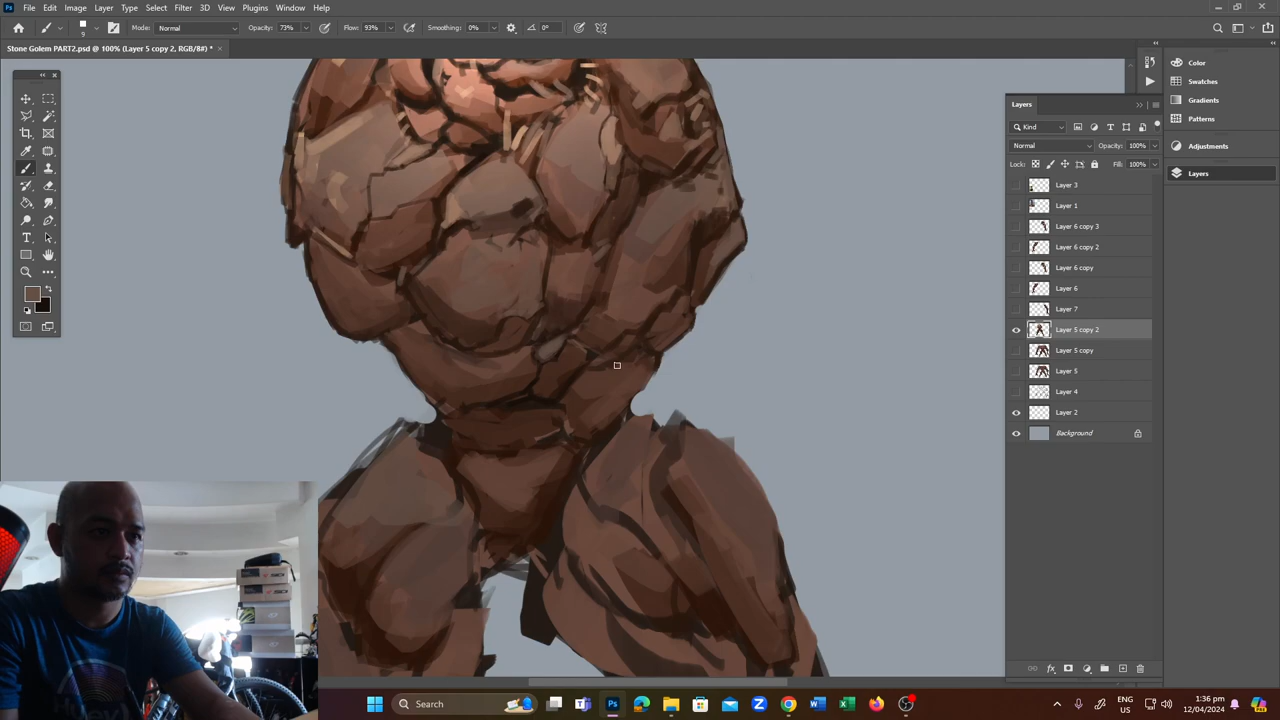 File Edit Image Layer Type Select Filter 3D View Plugins Window Help
Mode: Normal Opacity: 73% Flow: 93% Smoothing: 0% 0°
9
Stone Golem PART2.psd @ 100% (Layer 5 copy 2, RGB/8#) *
Color
Swatches
Gradients
Patterns
Adjustments
Layers
Layers
Kind
Normal Opacity: 100%
Lock: Fill: 100%
Layer 3
Layer 1
Layer 6 copy 3
Layer 6 copy 2
Layer 6 copy
Layer 6
Layer 7
Layer 5 copy 2
Layer 5 copy
Layer 5
Layer 4
Layer 2
Background
Search
ENG
US
1:36 pm
12/04/2024